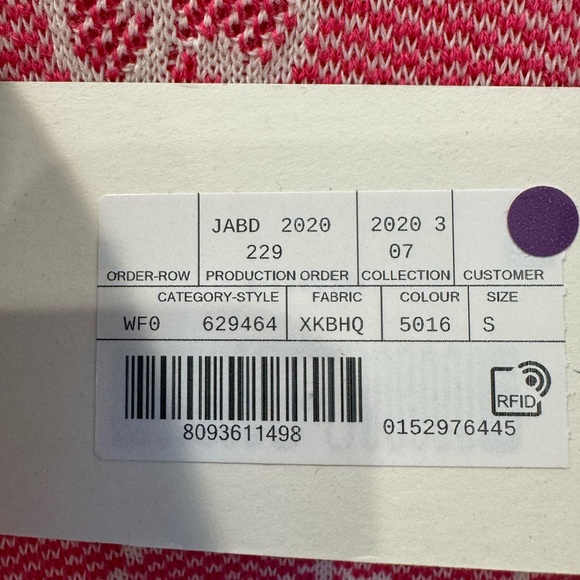 JABD 2020 2020 3
229 07
ORDER-ROW PRODUCTION ORDER COLLECTION CUSTOMER
CATEGORY-STYLE FABRIC COLOUR SIZE
WF0 629464 XKBHQ 5016 S
RFID
8093611498 0152976445